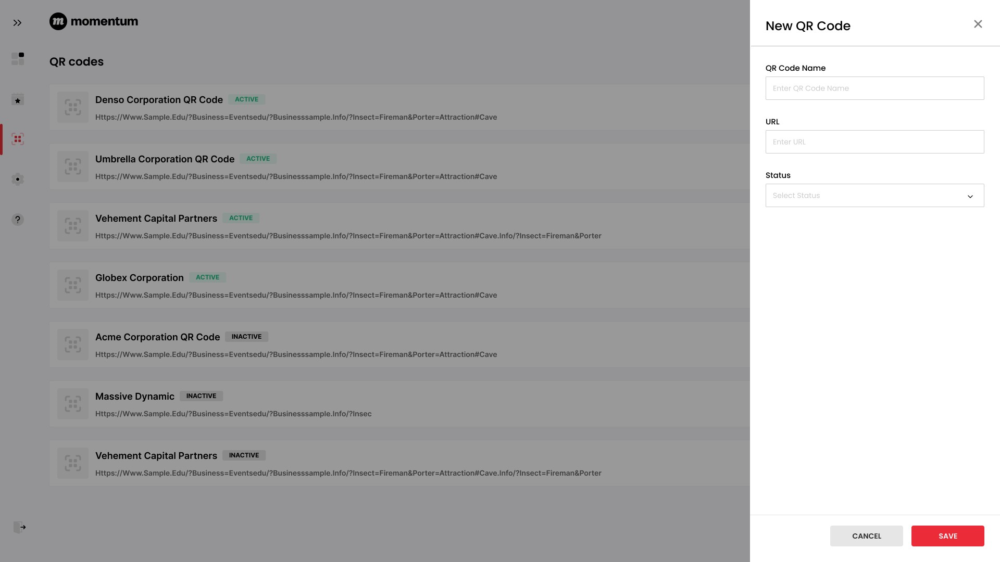 momentum
QR codes
Denso Corporation QR Code ACTIVE
Https://Www.Sample.Edu/?Business=Eventsedu/?Businesssample.Info/?Insect=Fireman&Porter=Attraction#Cave
Umbrella Corporation QR Code ACTIVE
Https://Www.Sample.Edu/?Business=Eventsedu/?Businesssample.Info/?Insect=Fireman&Porter=Attraction#Cave
Vehement Capital Partners ACTIVE
Https://Www.Sample.Edu/?Business=Eventsedu/?Businesssample.Info/?Insect=Fireman&Porter=Attraction#Cave.Info/?Insect=Fireman&Porter
Globex Corporation ACTIVE
Https://Www.Sample.Edu/?Business=Eventsedu/?Businesssample.Info/?Insect=Fireman&Porter=Attraction#Cave
Acme Corporation QR Code INACTIVE
Https://Www.Sample.Edu/?Business=Eventsedu/?Businesssample.Info/?Insect=Fireman&Porter=Attraction#Cave
Massive Dynamic INACTIVE
Https://Www.Sample.Edu/?Business=Eventsedu/?Businesssample.Info/?Insec
Vehement Capital Partners INACTIVE
Https://Www.Sample.Edu/?Business=Eventsedu/?Businesssample.Info/?Insect=Fireman&Porter=Attraction#Cave.Info/?Insect=Fireman&Porter
New QR Code
QR Code Name
Enter QR Code Name
URL
Enter URL
Status
Select Status
CANCEL SAVE